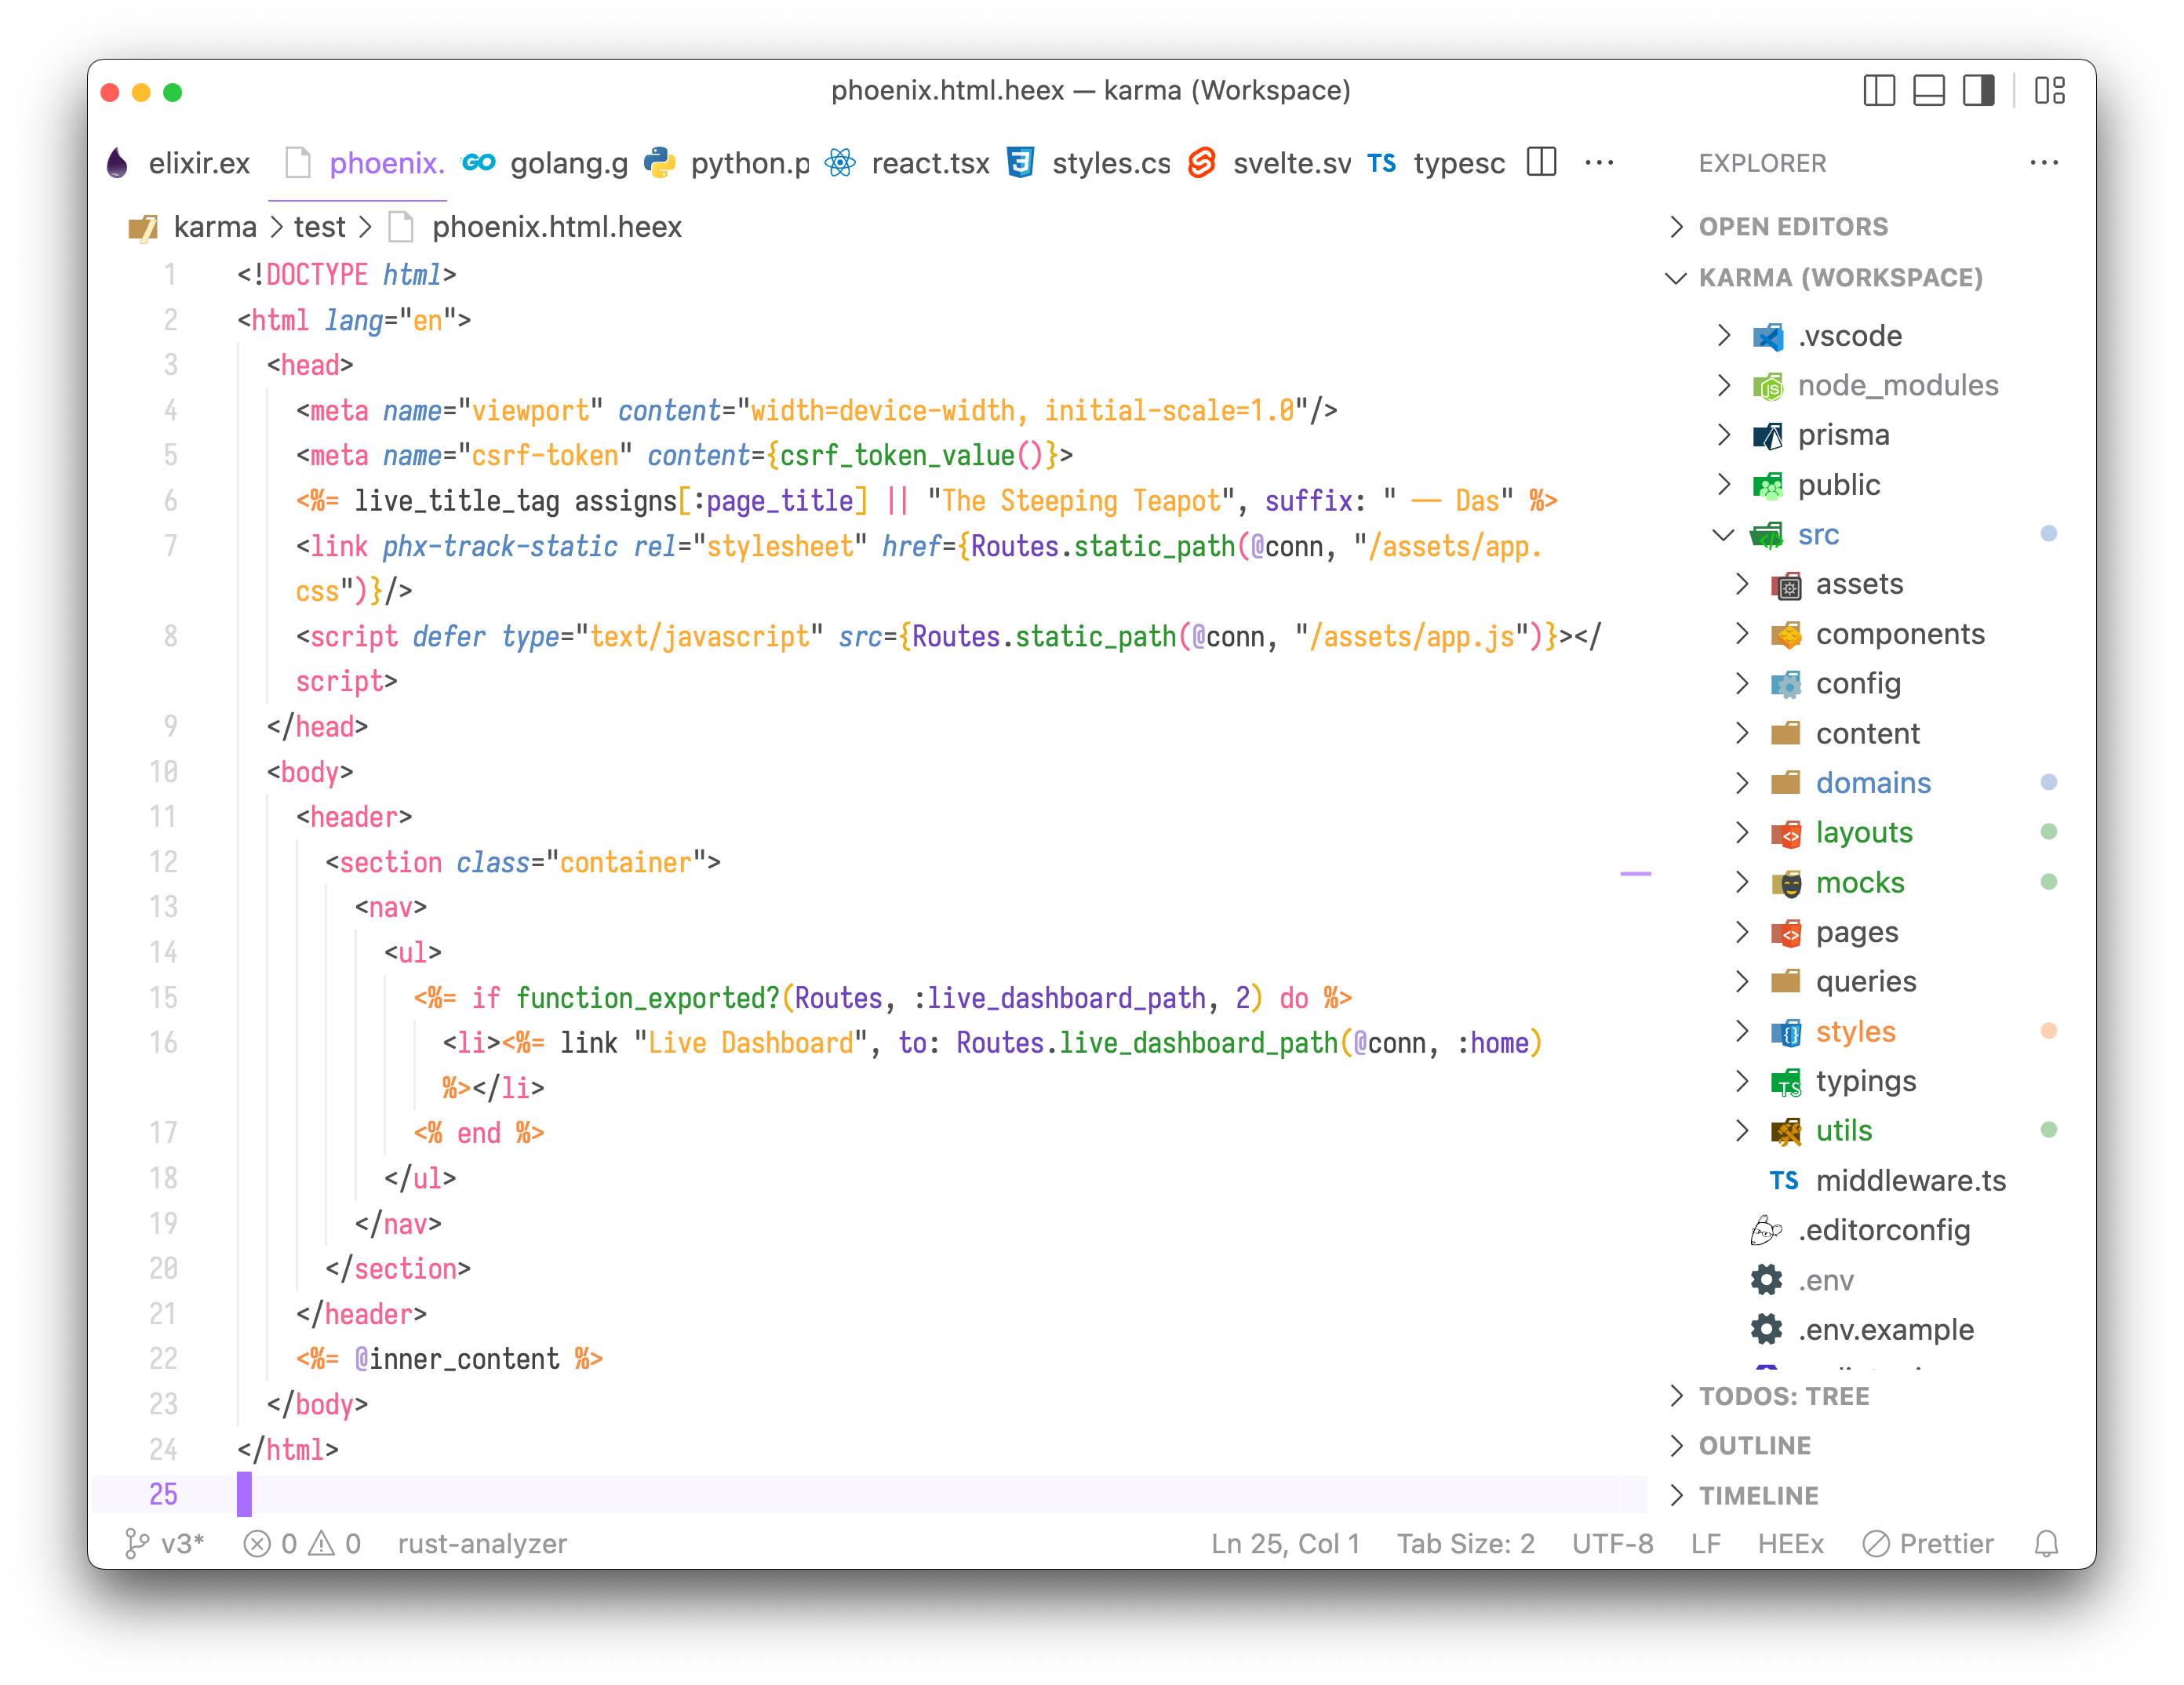 phoenix.html.heex — karma (Workspace)
elixir.ex phoenix. golang.g python.p react.tsx styles.cs svelte.sv TS typesc
karma > test > phoenix.html.heex
1 <!DOCTYPE html>
2 <html lang="en">
3 <head>
4 <meta name="viewport" content="width=device-width, initial-scale=1.0"/>
5 <meta name="csrf-token" content={csrf_token_value()}>
6 <%= live_title_tag assigns[:page_title] || "The Steeping Teapot", suffix: " — Das" %>
7 <link phx-track-static rel="stylesheet" href={Routes.static_path(@conn, "/assets/app.
css")}/>
8 <script defer type="text/javascript" src={Routes.static_path(@conn, "/assets/app.js")}></
script>
9 </head>
10 <body>
11 <header>
12 <section class="container">
13 <nav>
14 <ul>
15 <%= if function_exported?(Routes, :live_dashboard_path, 2) do %>
16 <li><%= link "Live Dashboard", to: Routes.live_dashboard_path(@conn, :home)
%></li>
17 <% end %>
18 </ul>
19 </nav>
20 </section>
21 </header>
22 <%= @inner_content %>
23 </body>
24 </html>
25
EXPLORER
OPEN EDITORS
KARMA (WORKSPACE)
.vscode
node_modules
prisma
public
src
assets
components
config
content
domains
layouts
mocks
pages
queries
styles
typings
utils
TS middleware.ts
.editorconfig
.env
.env.example
TODOS: TREE
OUTLINE
TIMELINE
v3* 0 0 rust-analyzer Ln 25, Col 1 Tab Size: 2 UTF-8 LF HEEx Prettier